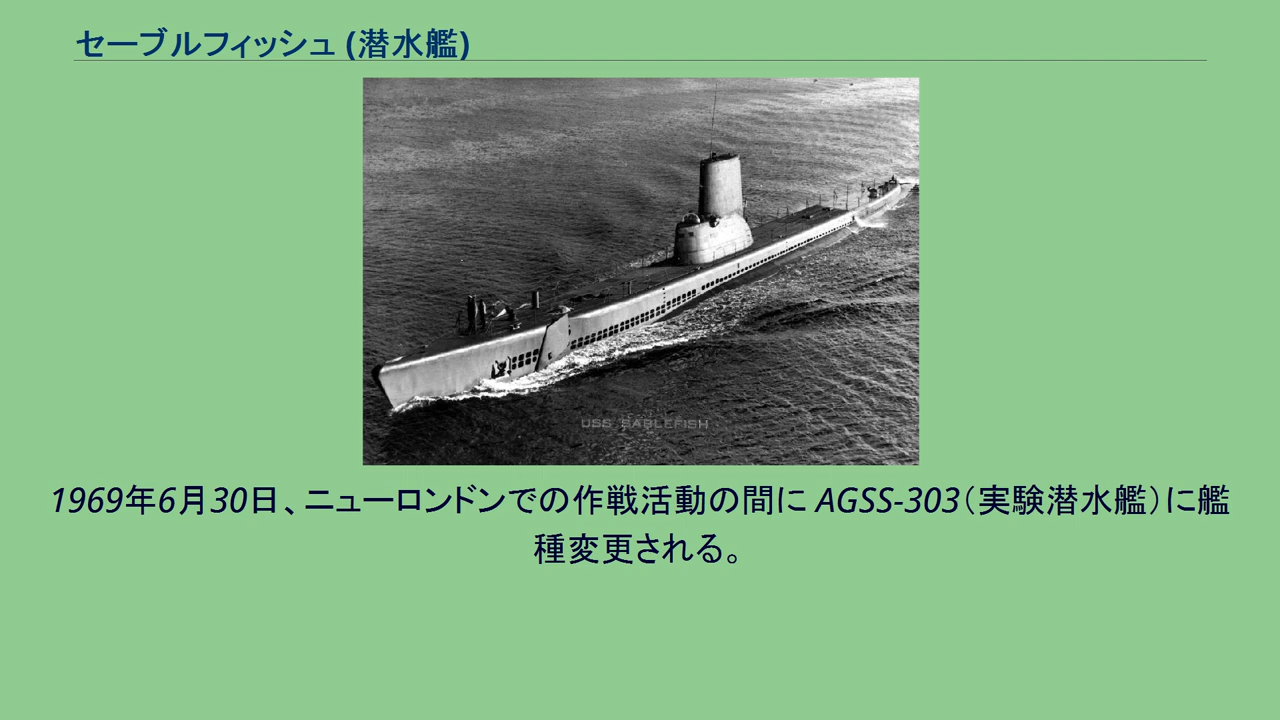 セーブルフィッシュ (潜水艦)
USS SABLEFISH
1969年6月30日、ニューロンドンでの作戦活動の間に AGSS-303（実験潜水艦）に艦
種変更される。